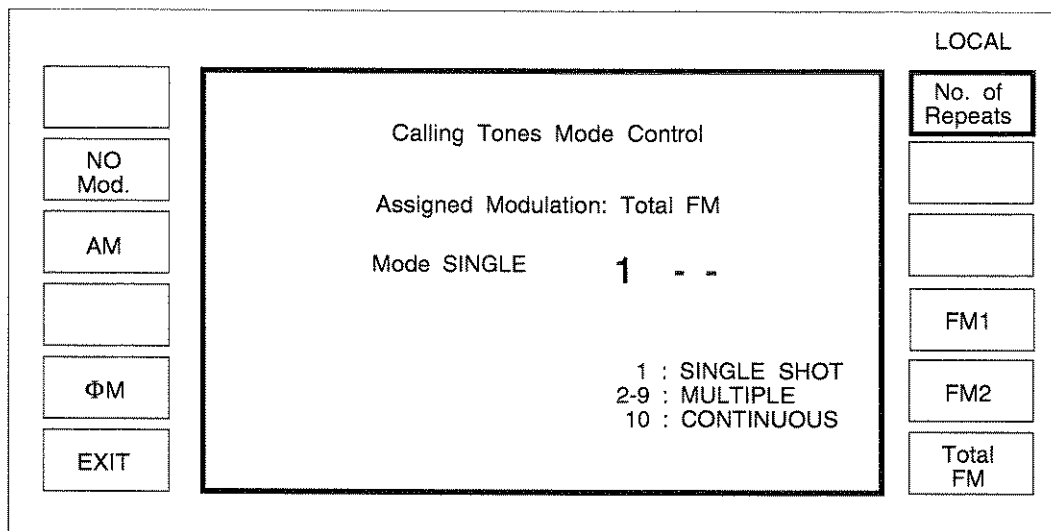 LOCAL
No. of
Repeats
Calling Tones Mode Control
NO
Mod.
Assigned Modulation: Total FM
AM
Mode SINGLE 1 - -
FM1
1 : SINGLE SHOT
2-9 : MULTIPLE
10 : CONTINUOUS
ΦM
FM2
EXIT
Total
FM